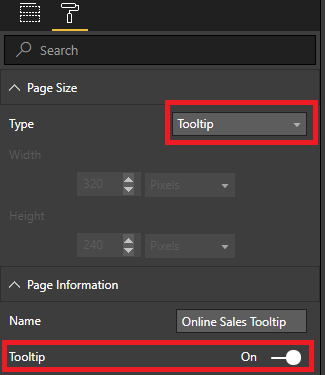 Search
Page Size
Type Tooltip
Width
320 Pixels
Height
240 Pixels
Page Information
Name Online Sales Tooltip
Tooltip On